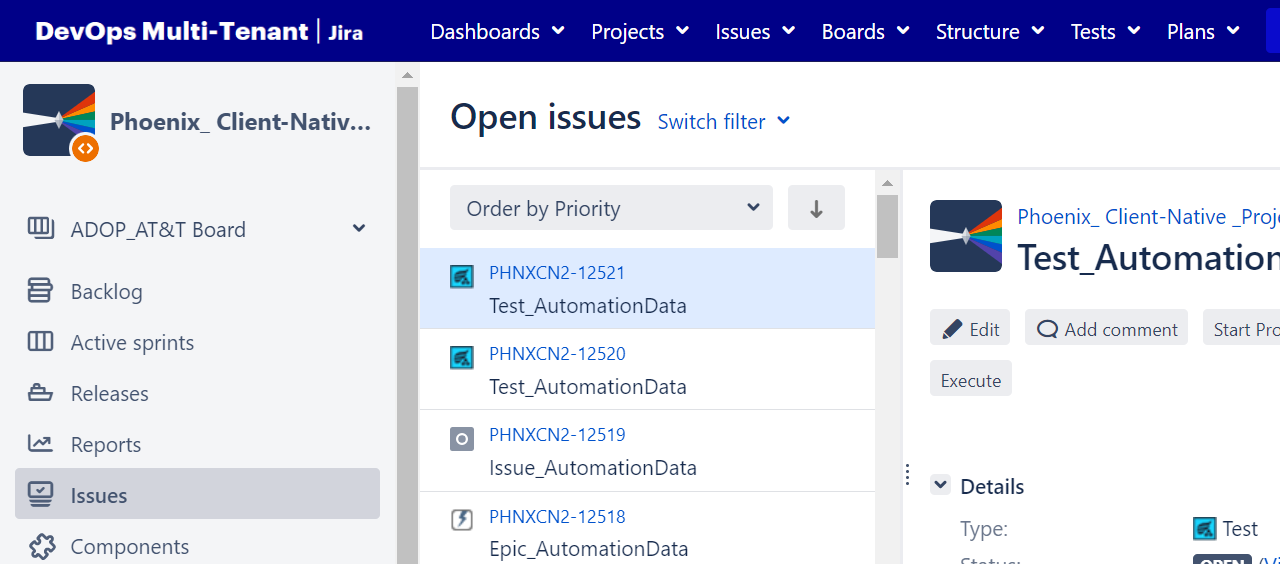 DevOps Multi-Tenant | Jira
Dashboards Projects Issues Boards Structure Tests Plans
Phoenix_ Client-Nativ...
ADOP_AT&T Board
Backlog
Active sprints
Releases
Reports
Issues
Components
Open issues Switch filter
Order by Priority
PHNXCN2-12521
Test_AutomationData
PHNXCN2-12520
Test_AutomationData
PHNXCN2-12519
Issue_AutomationData
PHNXCN2-12518
Epic_AutomationData
Phoenix_ Client-Native _Proje
Test_Automation
Edit Add comment Start Pro
Execute
Details
Type: Test
Status: OPEN (Vi